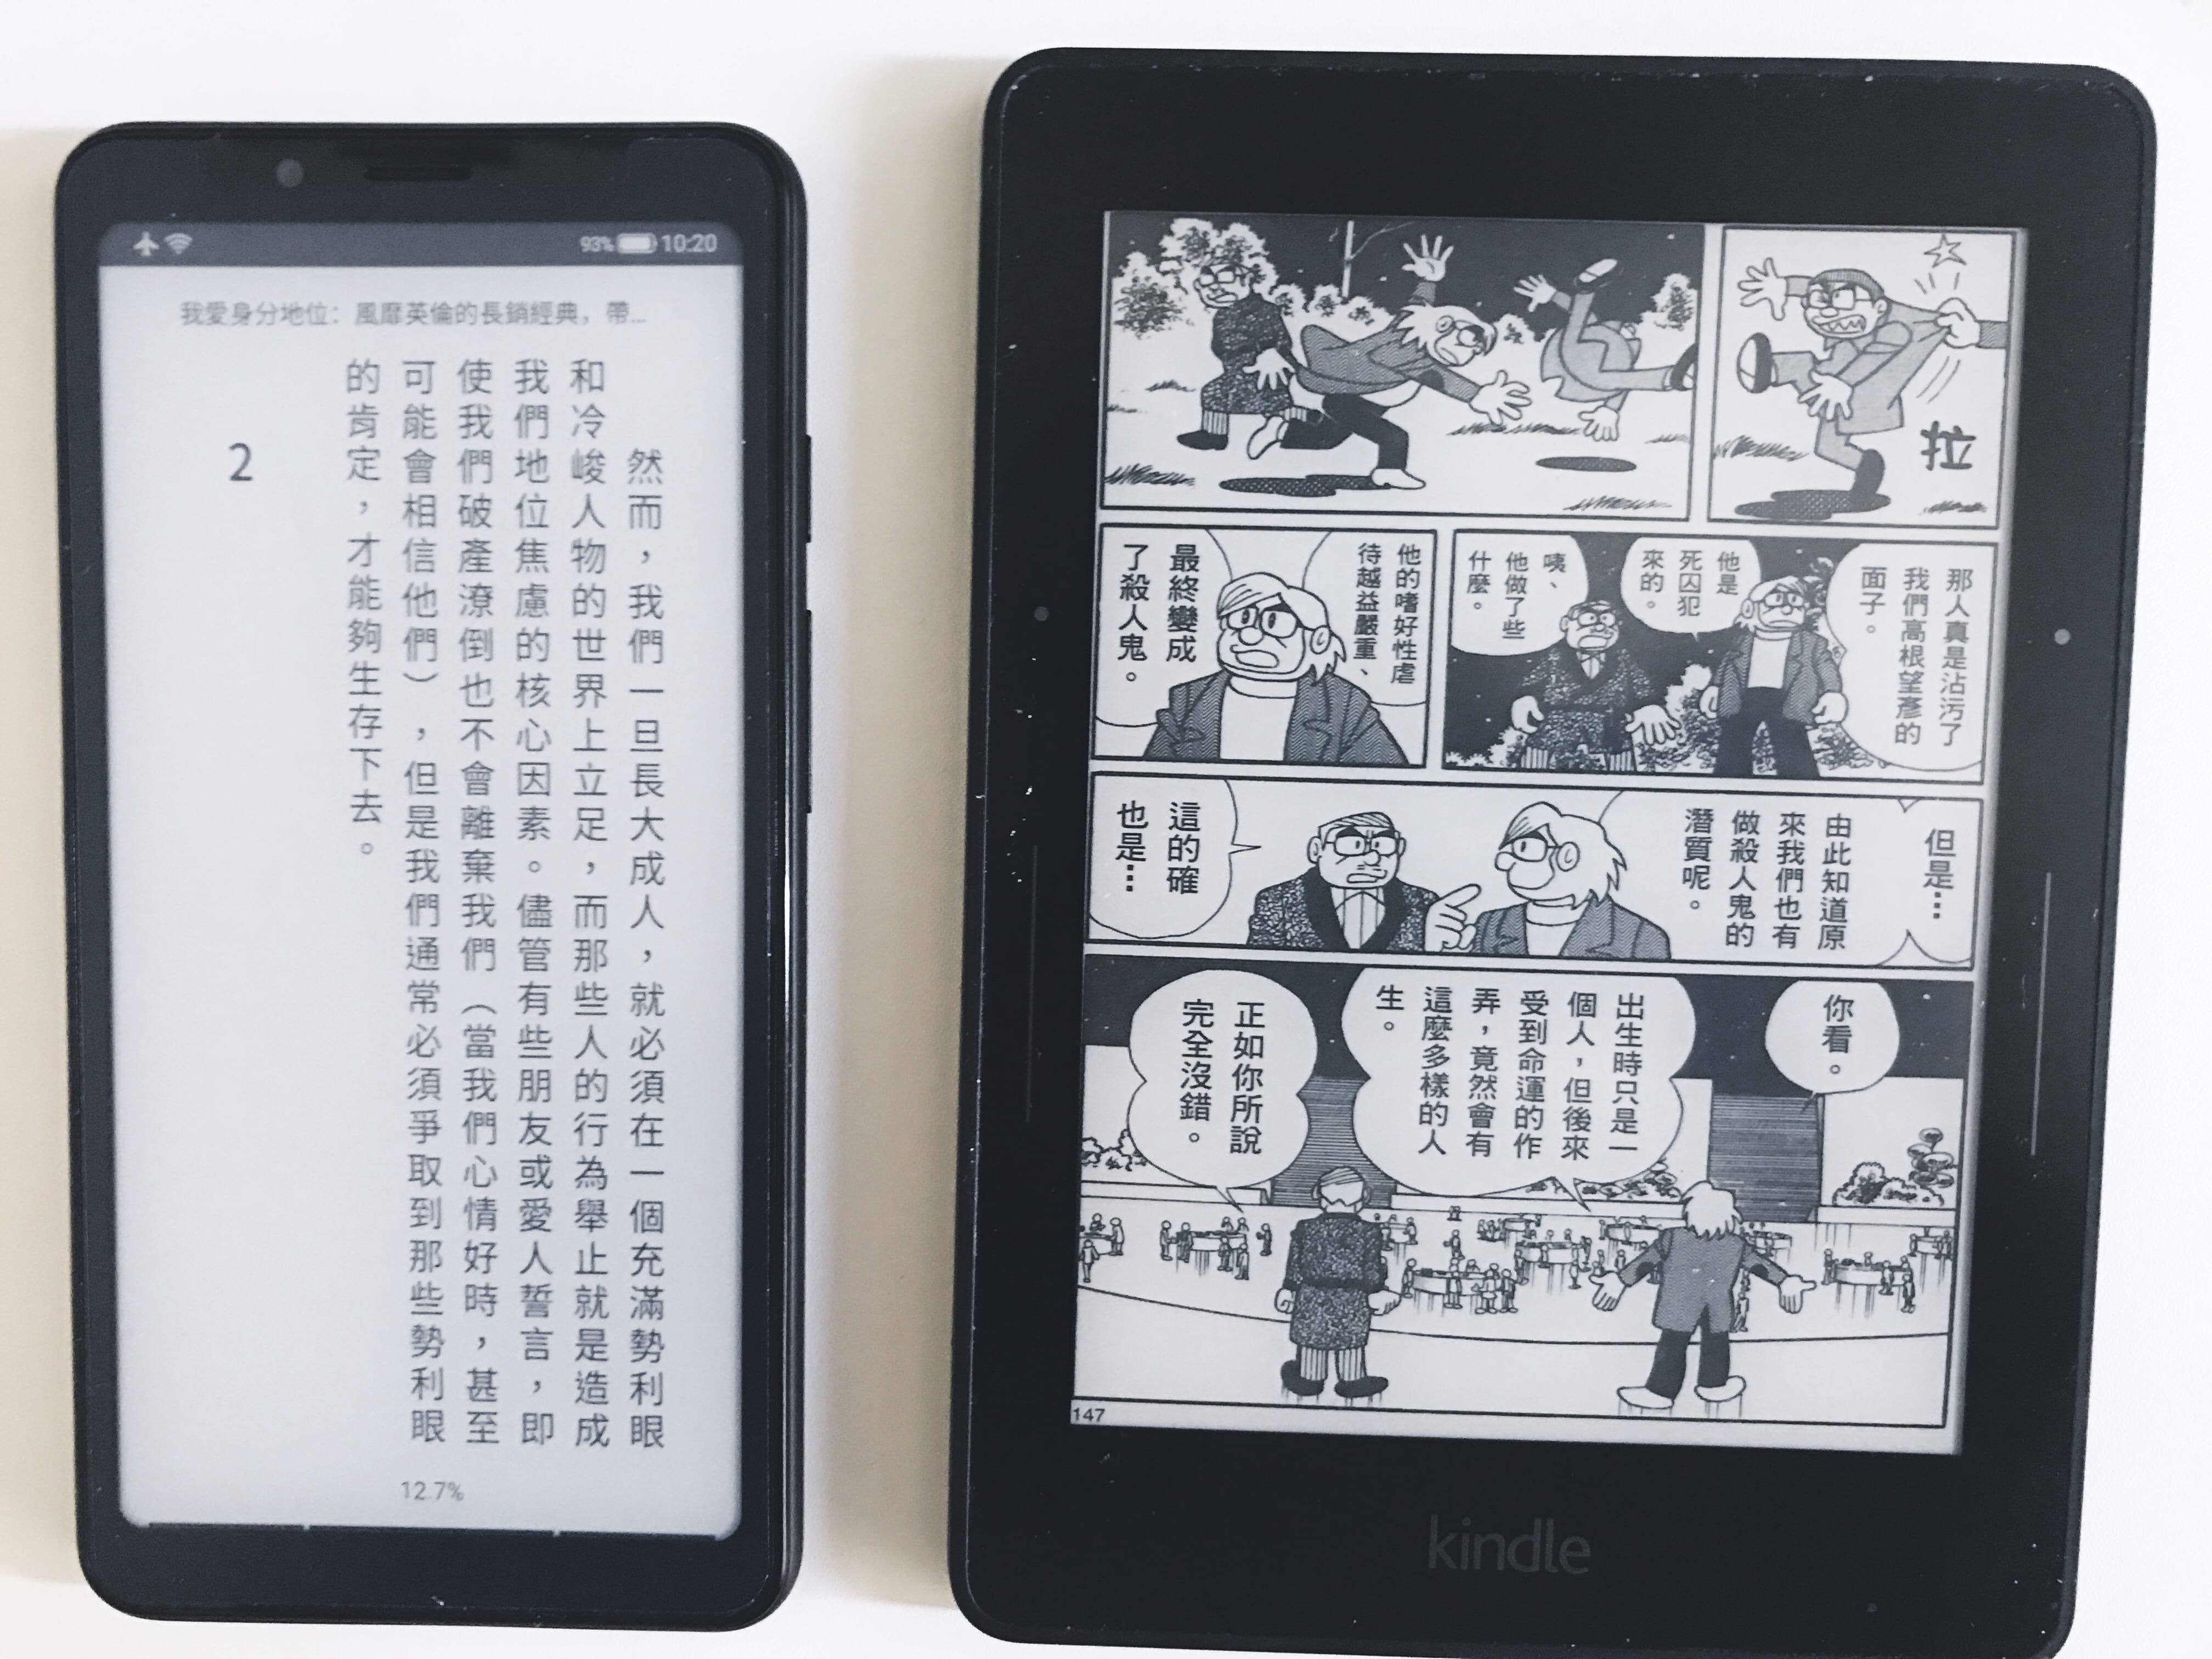 93% 10:20
我愛身分地位：風靡英倫的長銷經典，帶...
然而，我們一旦長大成人，就必須在一個充滿勢利眼
和冷峻人物的世界上立足，而那些人的行為舉止就是造成
我們地位焦慮的核心因素。儘管有些朋友或愛人誓言，即
使我們破產潦倒也不會離棄我們（當我們心情好時，甚至
可能會相信他們），但是我們通常必須爭取到那些勢利眼
的肯定，才能夠生存下去。
2
12.7%
拉
那人真是沾污了
我們高根望彥的
面子。
他是
死囚犯
來的。
咦、
他做了些
什麼。
他的嗜好性虐
待越益嚴重、
最終變成
了殺人鬼。
但是…
由此知道原
來我們也有
做殺人鬼的
潛質呢。
這的確
也是…
你看。
出生時只是一
個人，但後來
受到命運的作
弄，竟然會有
這麼多樣的人
生。
正如你所說
完全沒錯。
147
kindle